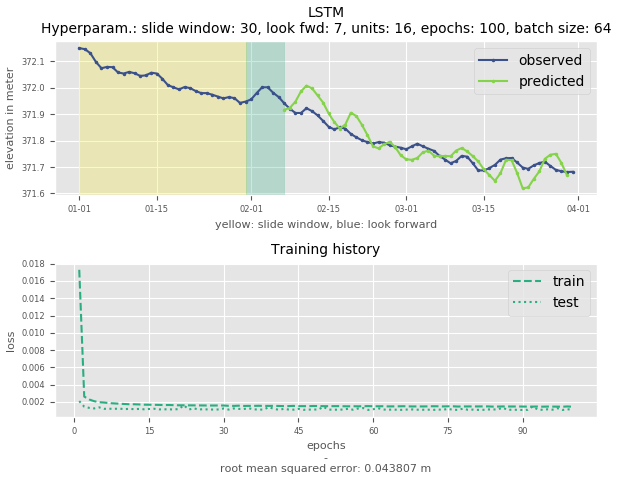 LSTM
Hyperparam.: slide window: 30, look fwd: 7, units: 16, epochs: 100, batch size: 64
372.1
372.0
371.9
371.8
371.7
371.6
elevation in meter
observed
predicted
01-01 01-15 02-01 02-15 03-01 03-15 04-01
yellow: slide window, blue: look forward
Training history
0.018
0.016
0.014
0.012
0.010
0.008
0.006
0.004
0.002
loss
train
test
0 15 30 45 60 75 90
epochs
-
root mean squared error: 0.043807 m